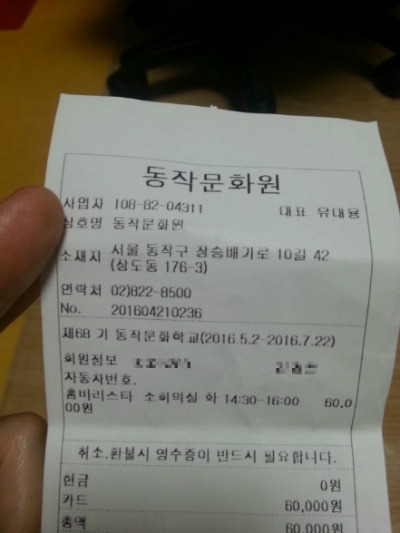 동작문화원
사업자 108-82-04311 대표 유대용
상호명 동작문화원
소재지 서울 동작구 장승배기로 10길 42
(상도동 176-3)
연락처 02)822-8500
No. 201604210236
제68 기 동작문화학교(2016.5.2-2016.7.22)
회원정보
자동차번호.
홈바리스타 소회의실 화 14:30-16:00 60,0
00원
취소.환불시 영수증이 반드시 필요합니다.
현금 0원
카드 60,000원
총액 60,000원